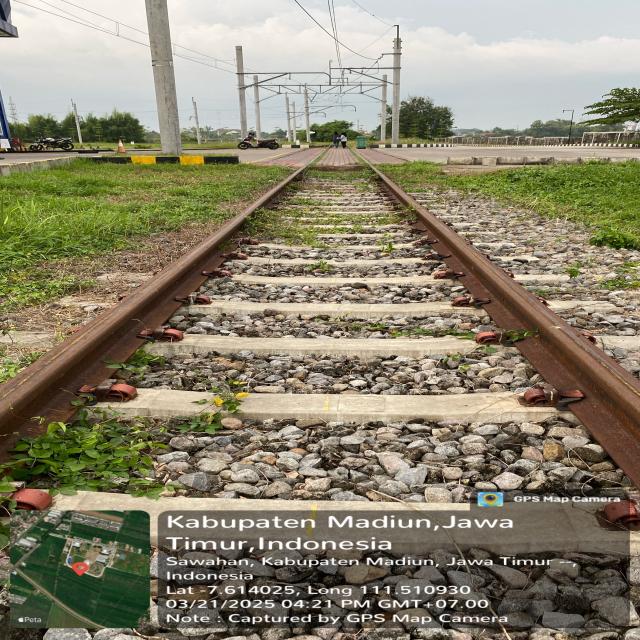 GPS Map Camera
Kabupaten Madiun,Jawa
Timur,Indonesia
Sawahan, Kabupaten Madiun, Jawa Timur --,
Indonesia
Lat -7.614025, Long 111.510930
03/21/2025 04:21 PM GMT+07.00
Note : Captured by GPS Map Camera
Peta